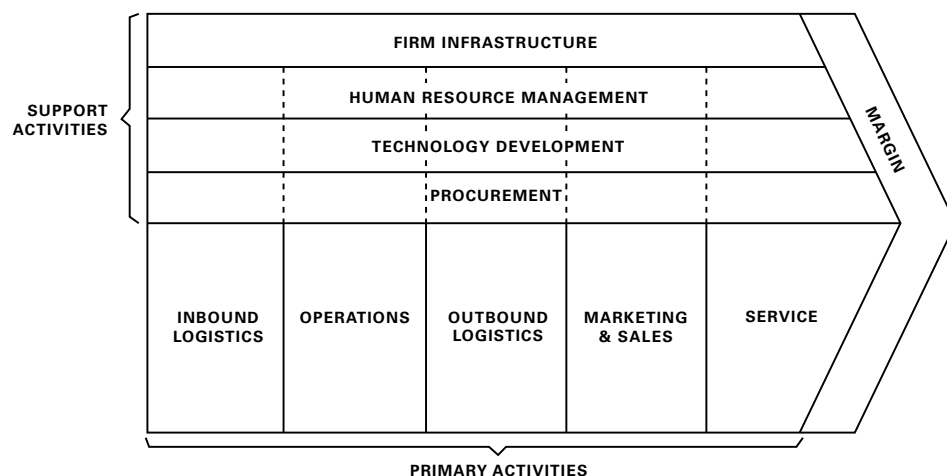 FIRM INFRASTRUCTURE
HUMAN RESOURCE MANAGEMENT
SUPPORT
ACTIVITIES
TECHNOLOGY DEVELOPMENT
PROCUREMENT
MARGIN
INBOUND
LOGISTICS
OPERATIONS
OUTBOUND
LOGISTICS
MARKETING
& SALES
SERVICE
PRIMARY ACTIVITIES